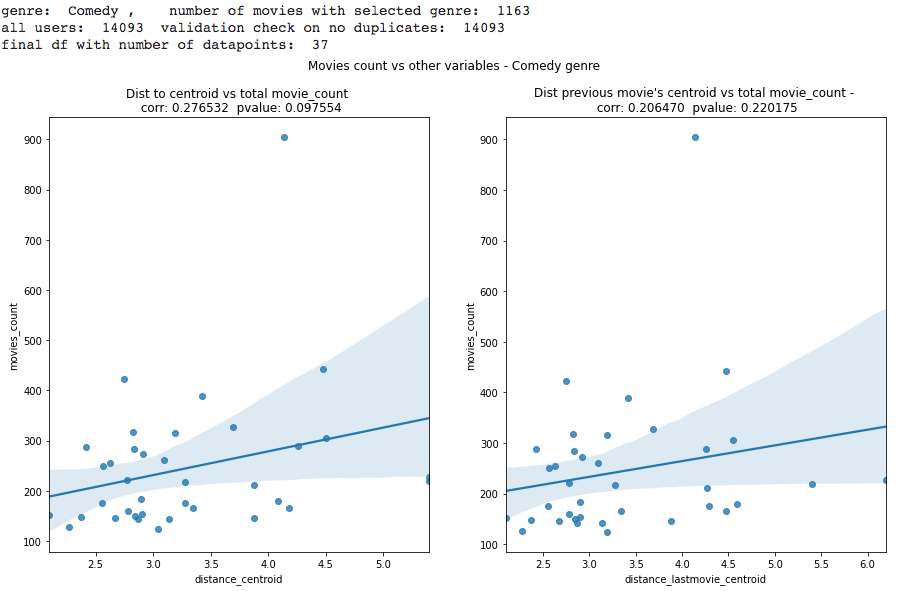 genre:  Comedy ,    number of movies with selected genre:  1163
all users:  14093  validation check on no duplicates:  14093
final df with number of datapoints:  37
Movies count vs other variables - Comedy genre
Dist to centroid vs total movie_count
corr: 0.276532  pvalue: 0.097554
900
800
700
600
500
400
300
200
100
movies_count
2.5 3.0 3.5 4.0 4.5 5.0
distance_centroid
Dist previous movie's centroid vs total movie_count -
corr: 0.206470  pvalue: 0.220175
900
800
700
600
500
400
300
200
100
movies_count
2.5 3.0 3.5 4.0 4.5 5.0 5.5 6.0
distance_lastmovie_centroid